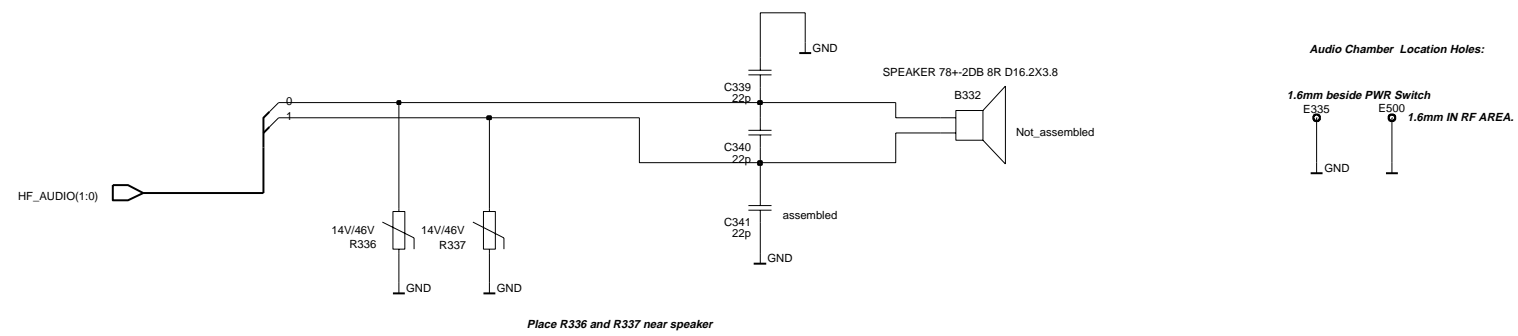 GND
Audio Chamber Location Holes:
SPEAKER 78+-2DB 8R D16.2X3.8
C339
22p
B332
1.6mm beside PWR Switch
0
E335
E500
1.6mm IN RF AREA.
1
Not_assembled
C340
22p
GND
HF_AUDIO(1:0)
assembled
C341
22p
14V/46V
R336
14V/46V
R337
GND
GND
GND
Place R336 and R337 near speaker